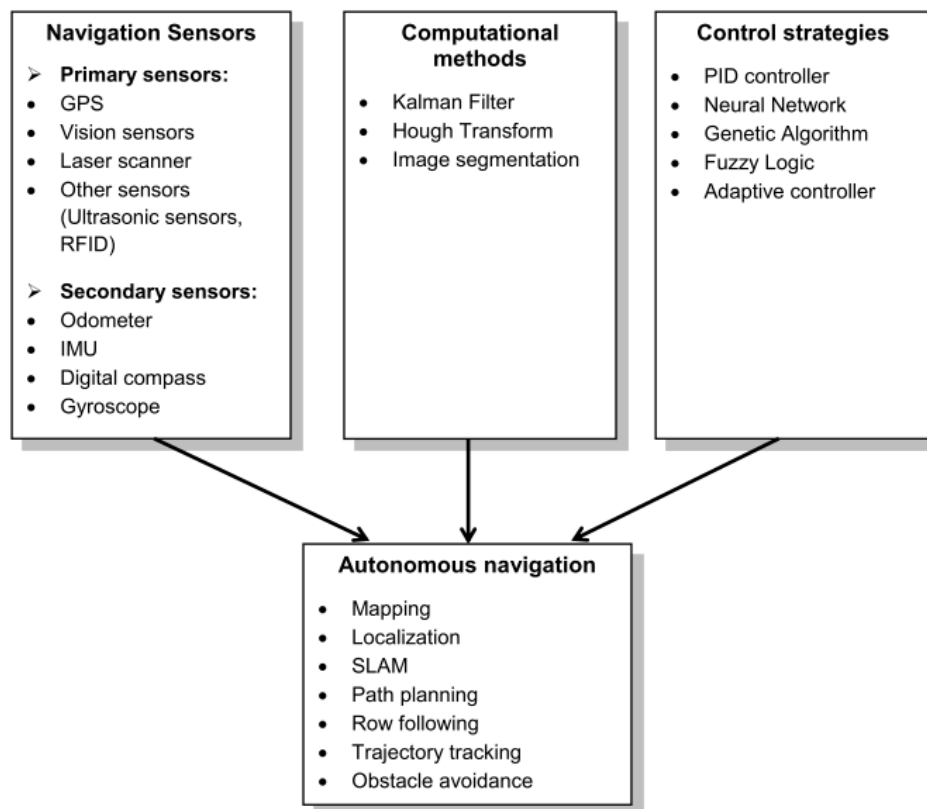 Navigation Sensors
➢ Primary sensors:
• GPS
• Vision sensors
• Laser scanner
• Other sensors
(Ultrasonic sensors,
RFID)
➢ Secondary sensors:
• Odometer
• IMU
• Digital compass
• Gyroscope
Computational
methods
• Kalman Filter
• Hough Transform
• Image segmentation
Control strategies
• PID controller
• Neural Network
• Genetic Algorithm
• Fuzzy Logic
• Adaptive controller
Autonomous navigation
• Mapping
• Localization
• SLAM
• Path planning
• Row following
• Trajectory tracking
• Obstacle avoidance